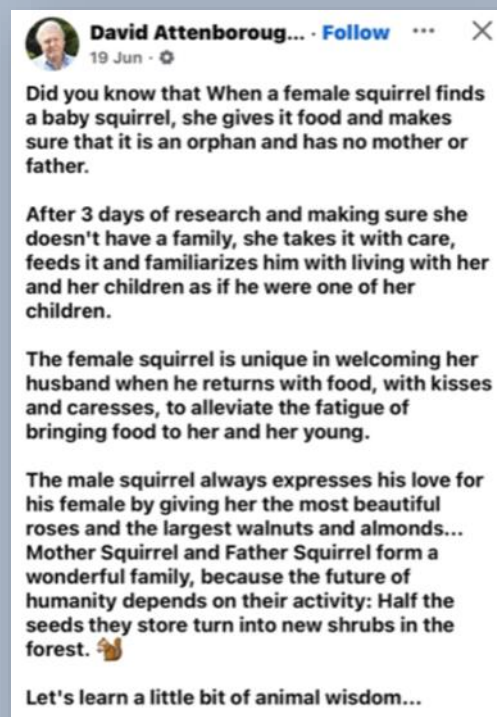 David Attenboroug... · Follow ··· ×
19 Jun ·
Did you know that When a female squirrel finds
a baby squirrel, she gives it food and makes
sure that it is an orphan and has no mother or
father.
After 3 days of research and making sure she
doesn't have a family, she takes it with care,
feeds it and familiarizes him with living with her
and her children as if he were one of her
children.
The female squirrel is unique in welcoming her
husband when he returns with food, with kisses
and caresses, to alleviate the fatigue of
bringing food to her and her young.
The male squirrel always expresses his love for
his female by giving her the most beautiful
roses and the largest walnuts and almonds...
Mother Squirrel and Father Squirrel form a
wonderful family, because the future of
humanity depends on their activity: Half the
seeds they store turn into new shrubs in the
forest. 🐿️
Let's learn a little bit of animal wisdom...